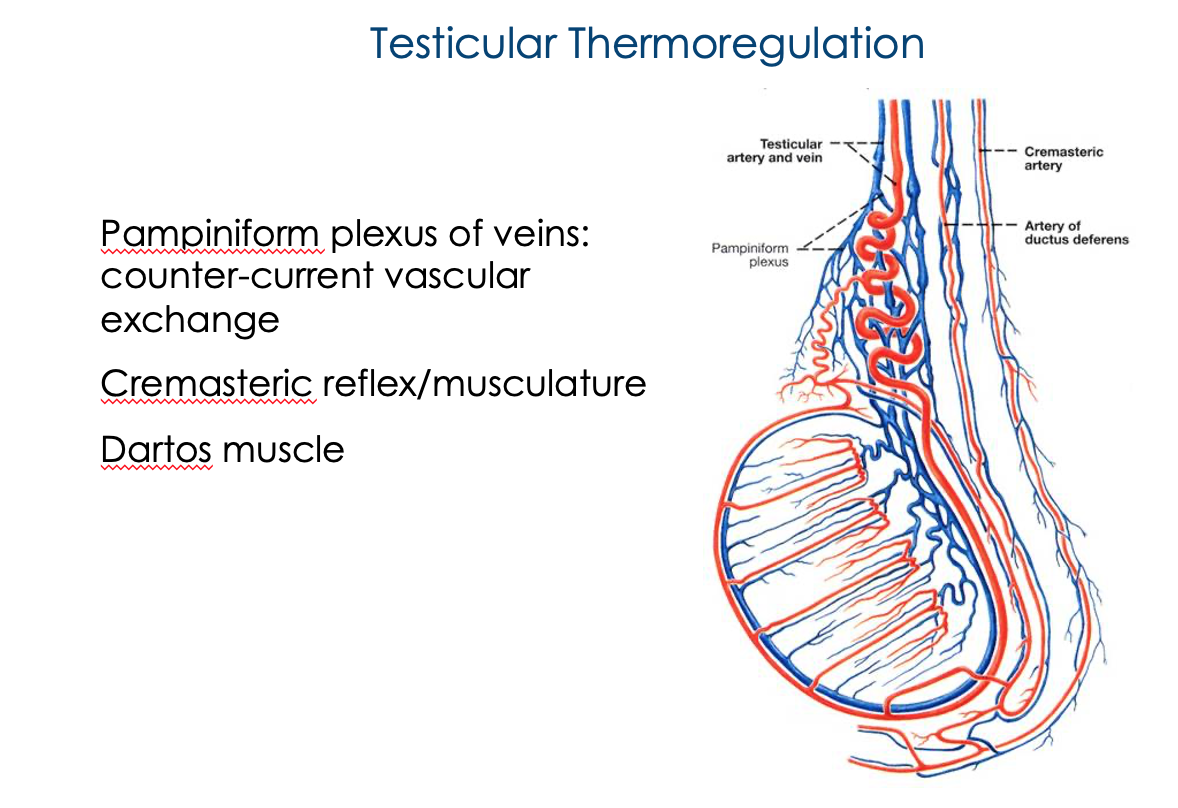 Testicular Thermoregulation
Pampiniform plexus of veins:
counter-current vascular
exchange
Cremasteric reflex/musculature
Dartos muscle
Testicular
artery and vein
Pampiniform
plexus
Cremasteric
artery
Artery of
ductus deferens